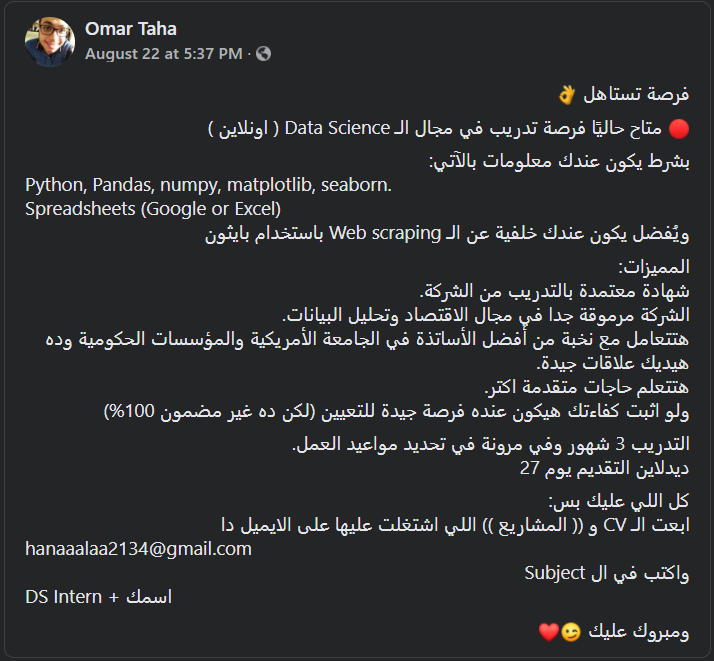 Omar Taha
August 22 at 5:37 PM ·
فرصة تستاهل 👌
🔴 متاح حاليًا فرصة تدريب في مجال الـ Data Science ( اونلاين )
بشرط يكون عندك معلومات بالآتي:
Python, Pandas, numpy, matplotlib, seaborn.
Spreadsheets (Google or Excel)
ويُفضل يكون عندك خلفية عن الـ Web scraping باستخدام بايثون
المميزات:
شهادة معتمدة بالتدريب من الشركة.
الشركة مرموقة جدا في مجال الاقتصاد وتحليل البيانات.
هتتعامل مع نخبة من أفضل الأساتذة في الجامعة الأمريكية والمؤسسات الحكومية وده
هيديك علاقات جيدة.
هتتعلم حاجات متقدمة اكتر.
ولو اثبت كفاءتك هيكون عنده فرصة جيدة للتعيين (لكن ده غير مضمون 100%)
التدريب 3 شهور وفي مرونة في تحديد مواعيد العمل.
ديدلاين التقديم يوم 27
كل اللي عليك بس:
ابعت الـ CV و (( المشاريع )) اللي اشتغلت عليها على الايميل دا
hanaaalaa2134@gmail.com
واكتب في ال Subject
DS Intern + اسمك
ومبروك عليك 😉❤️